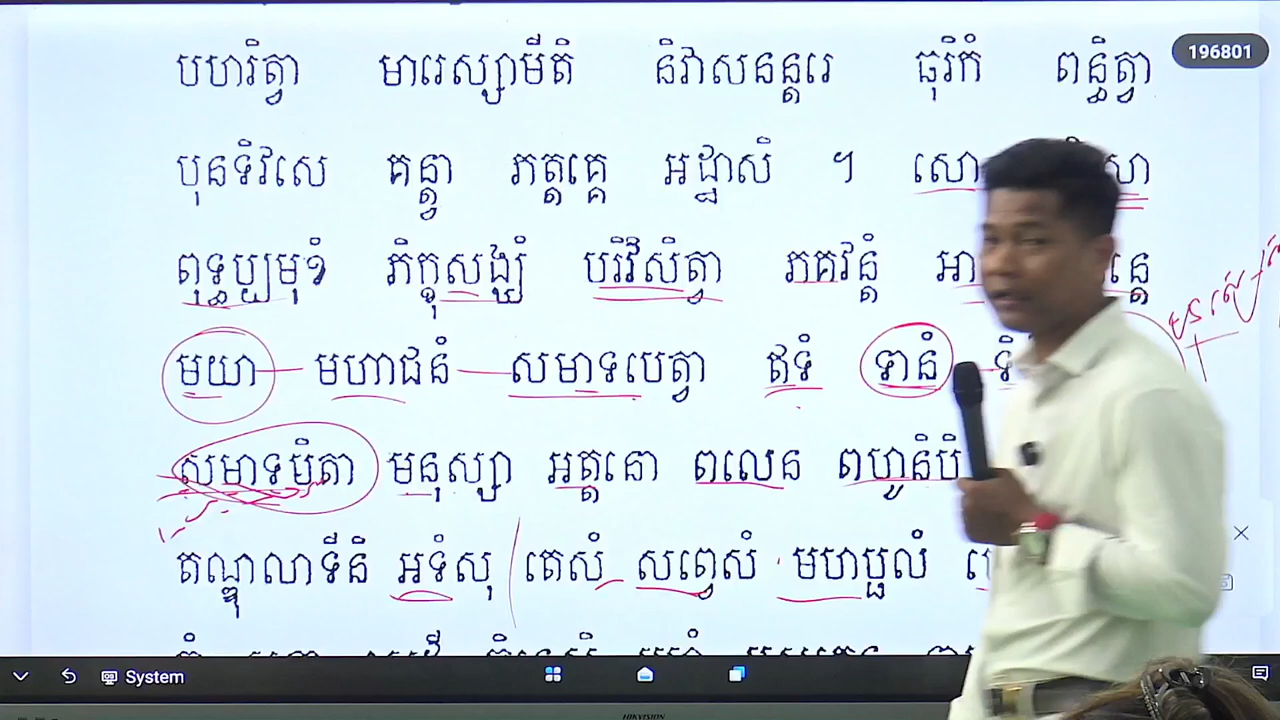 196801
បហរិត្វា មារេស្សាមីតិ និវាសនន្តរេ ធុរិកំ ពន្ធិត្វា
បុនទិវសេ គន្ត្វា ភត្តគ្គេ អដ្ឋាសិ ។ សោ
ពុទ្ធប្បមុខំ ភិក្ខុសង្ឃំ បរិវិសិត្វា ភគវន្តំ
មយា មហាជនំ សមាទបេត្វា ឥទំ ទានំ
សមាទបិតា មនុស្សា អត្តនោ ពលេន ពហូនិបិ
តណ្ឌុលាទីនិ អទំសុ តេសំ សព្វេសំ មហប្ផលំ
System
HIKVISION